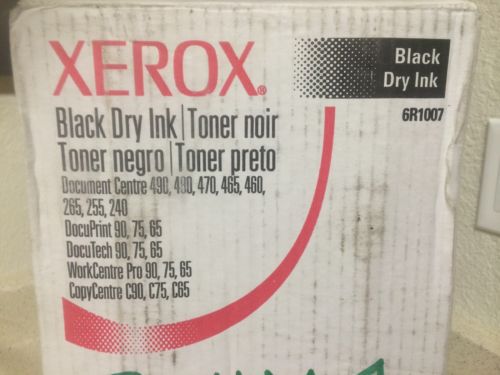 XEROX®
Black
Dry Ink
6R1007
Black Dry Ink | Toner noir
Toner negro | Toner preto
Document Centre 490, 480, 470, 465, 460,
265, 255, 240
DocuPrint 90, 75, 65
DocuTech 90, 75, 65
WorkCentre Pro 90, 75, 65
CopyCentre C90, C75, C65